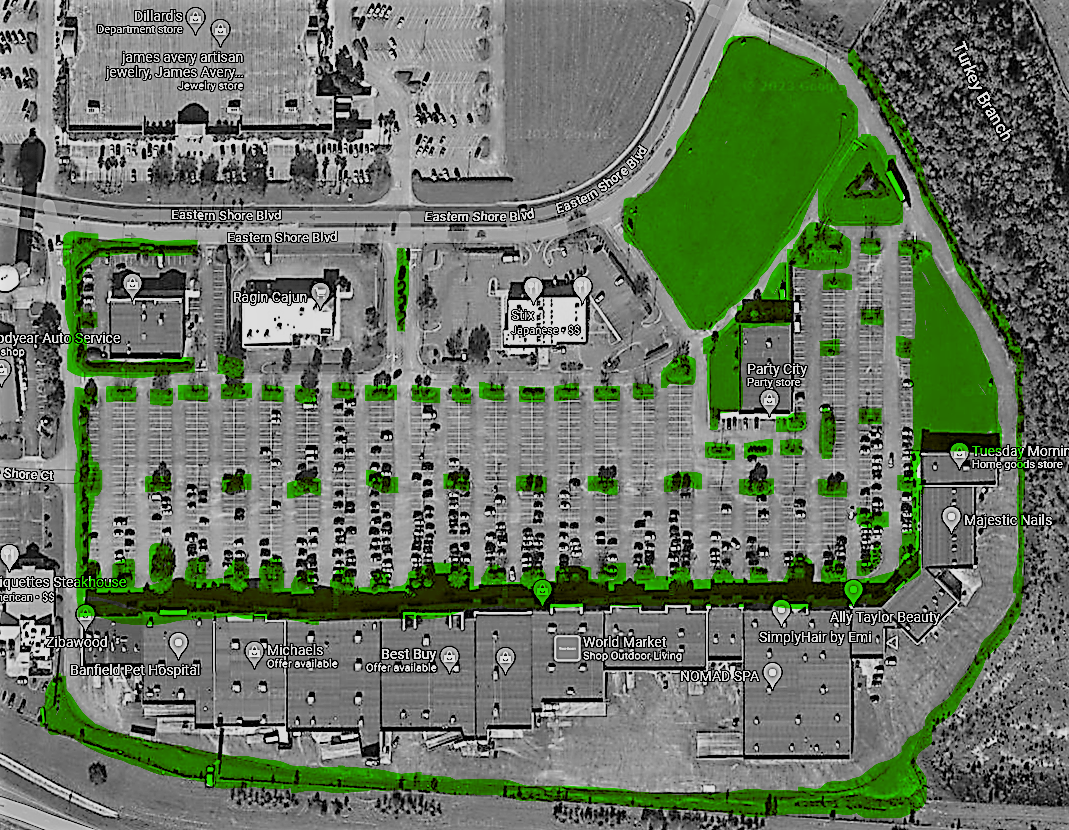 Dillard's
Department store
james avery artisan
jewelry, James Avery...
Jewelry store
© 2023 Google
© 2023 Google
Turkey Branch
Eastern Shore Blvd
Eastern Shore Blvd
Eastern Shore Blvd
Eastern Shore Blvd
Ragin Cajun
Stix
Japanese • $$
odyear Auto Service
shop
Party City
Party store
Shore Ct
Tuesday Mornin
Home goods store
Majestic Nails
iquettes Steakhouse
merican • $$
Zibawood
Banfield Pet Hospital
Michaels
Offer available
Best Buy
Offer available
World Market
Shop Outdoor Living
Ally Taylor Beauty
SimplyHair by Emi
NOMAD SPA